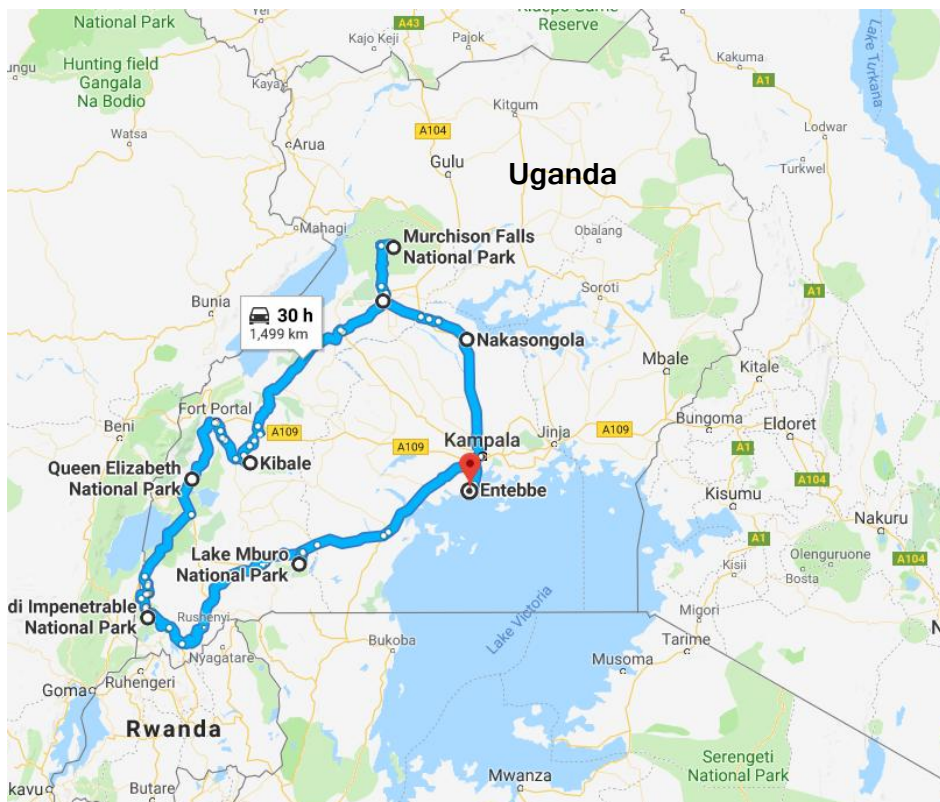 National Park
Yei
A43
Kajo Keji
Pajok
Reserve
Hunting field
Gangala
Na Bodio
Kaya
Kitgum
Kakuma
A1
Lake Turkana
Watsa
Arua
A104
Gulu
Uganda
Lodwar
Turkwel
Mahagi
Murchison Falls
National Park
Obalang
Bunia
30 h
1,499 km
Soroti
A1
Nakasongola
Mbale
Kitale
Beni
Fort Portal
A109
Kibale
A109
Kampala
Jinja
A109
Bungoma
Eldoret
Queen Elizabeth
National Park
Entebbe
Kisumu
A104
Nakuru
A1
Kisii
Olenguruone
Bosta
A104
Lake Mburo
National Park
di Impenetrable
National Park
Rushenyi
Nyagatare
Bukoba
Lake Victoria
Migori
Tarime
N
Goma
Ruhengeri
Musoma
Rwanda
Serengeti
National Park
kavu
Butare
Mwanza